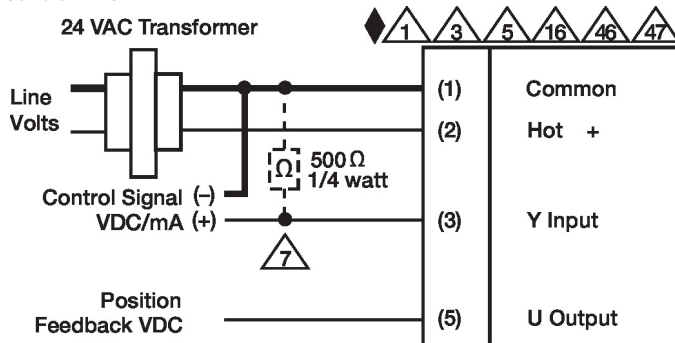 24 VAC Transformer
1 3 5 16 46 47
Line
Volts
(1) Common
(2) Hot +
Ω 500 Ω
1/4 watt
Control Signal (–)
VDC/mA (+)
(3) Y Input
7
Position
Feedback VDC
(5) U Output